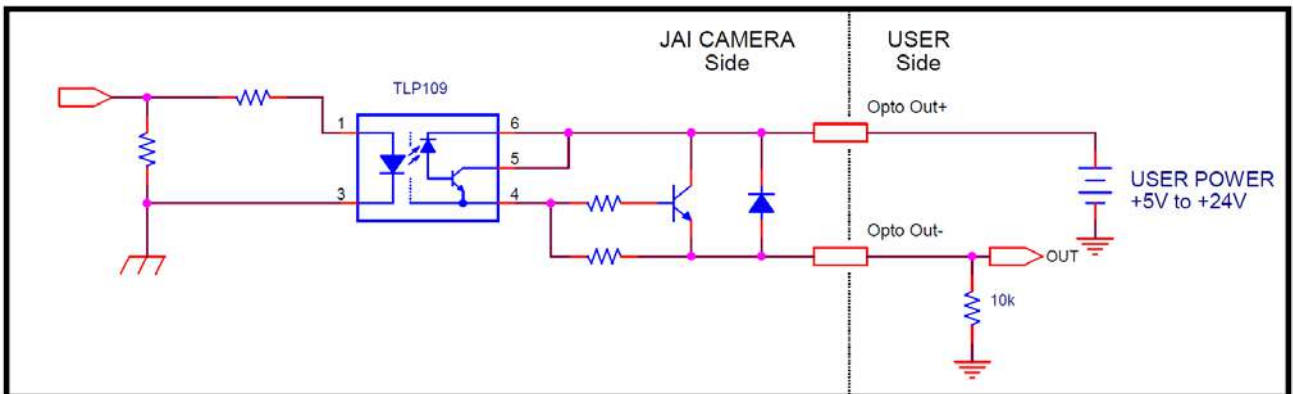 JAI CAMERA
Side
USER
Side
TLP109
Opto Out+
1
6
5
3
4
USER POWER
+5V to +24V
Opto Out-
OUT
10k